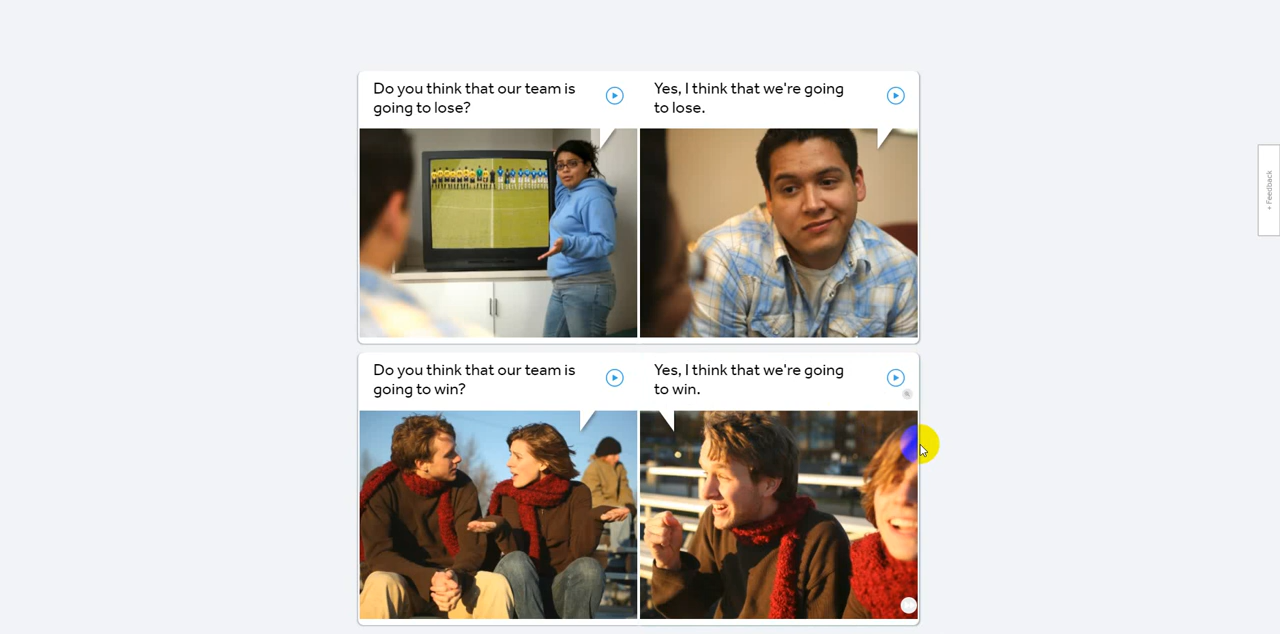 Do you think that our team is
going to lose?
Yes, I think that we're going
to lose.
Do you think that our team is
going to win?
Yes, I think that we're going
to win.
+ Feedback